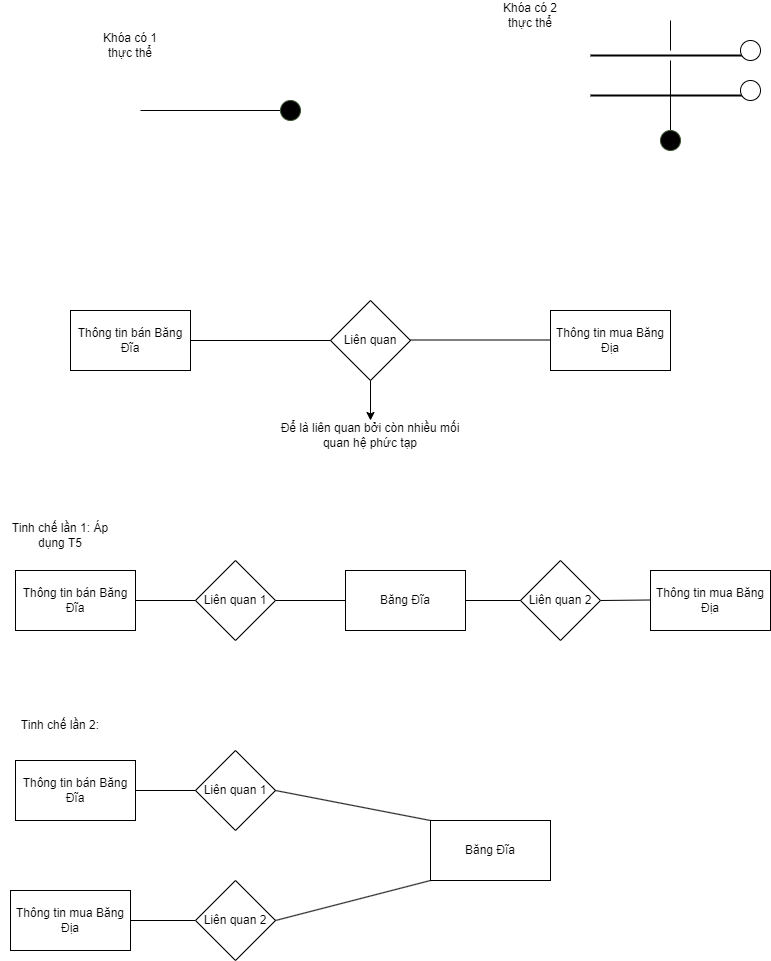 Khóa có 1
thực thể
Khóa có 2
thực thể
Thông tin bán Băng
Đĩa
Liên quan
Thông tin mua Băng
Địa
Để là liên quan bởi còn nhiều mối
quan hệ phức tạp
Tinh chế lần 1: Áp
dụng T5
Thông tin bán Băng
Đĩa
Liên quan 1
Băng Đĩa
Liên quan 2
Thông tin mua Băng
Địa
Tinh chế lần 2:
Thông tin bán Băng
Đĩa
Liên quan 1
Băng Đĩa
Thông tin mua Băng
Địa
Liên quan 2